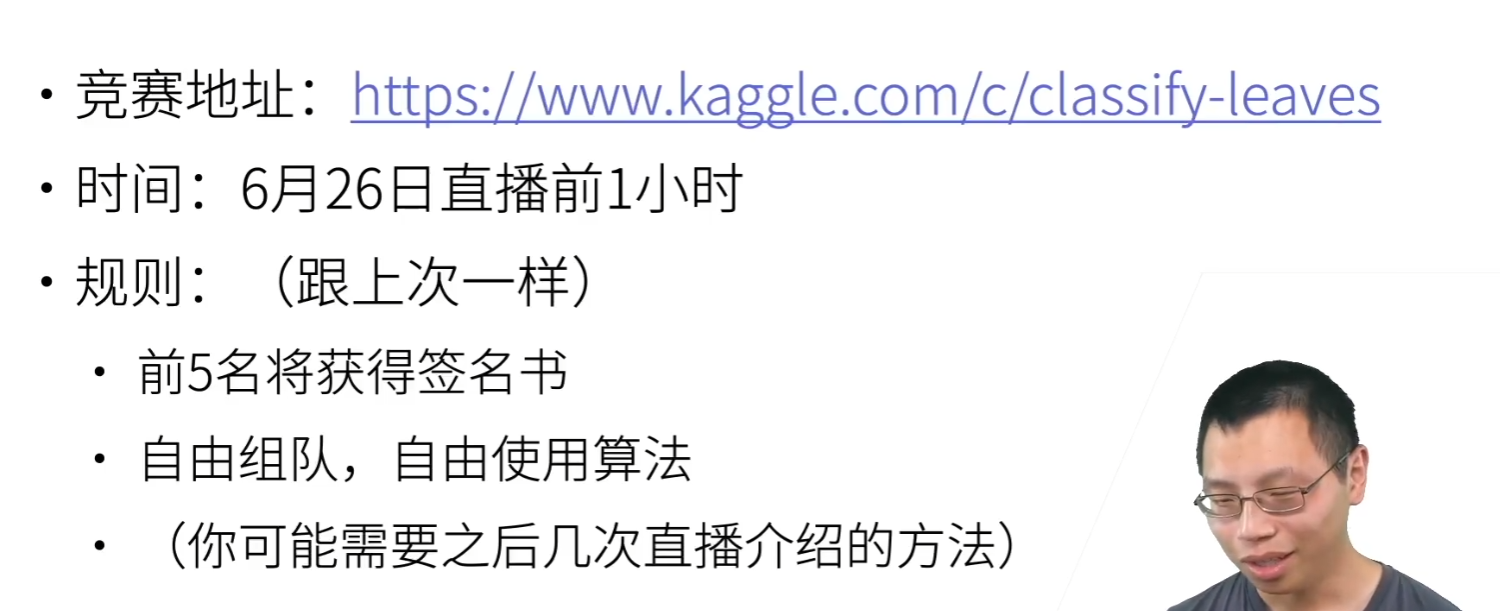 • 竞赛地址：https://www.kaggle.com/c/classify-leaves
• 时间：6月26日直播前1小时
• 规则：（跟上次一样）
• 前5名将获得签名书
• 自由组队，自由使用算法
• （你可能需要之后几次直播介绍的方法）